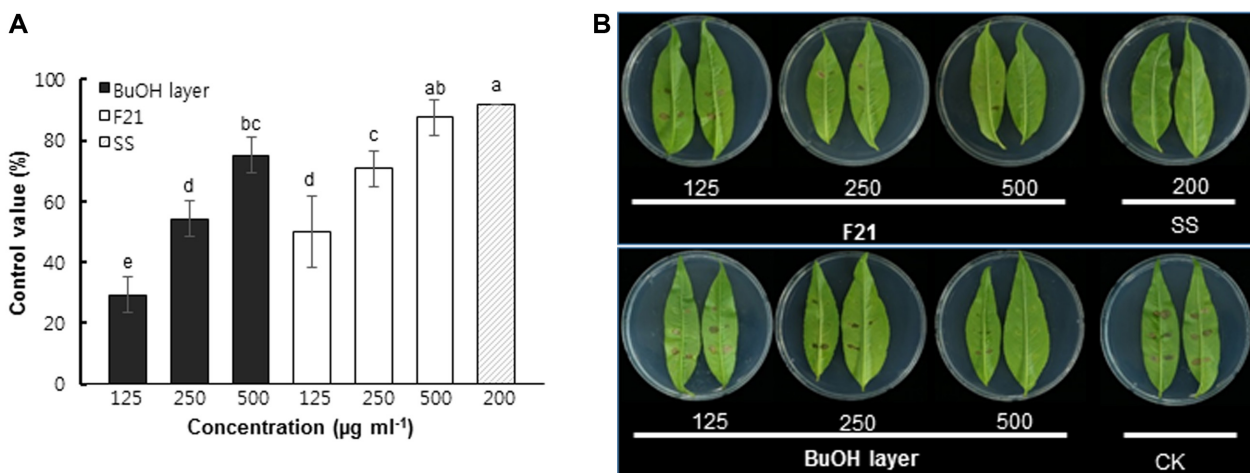 A
100
80
60
40
20
0
Control value (%)
BuOH layer
F21
SS
e
d
bc
d
c
ab
a
125 250 500 125 250 500 200
Concentration (µg ml-1)
B
125 250 500 200
F21 SS
125 250 500
BuOH layer CK